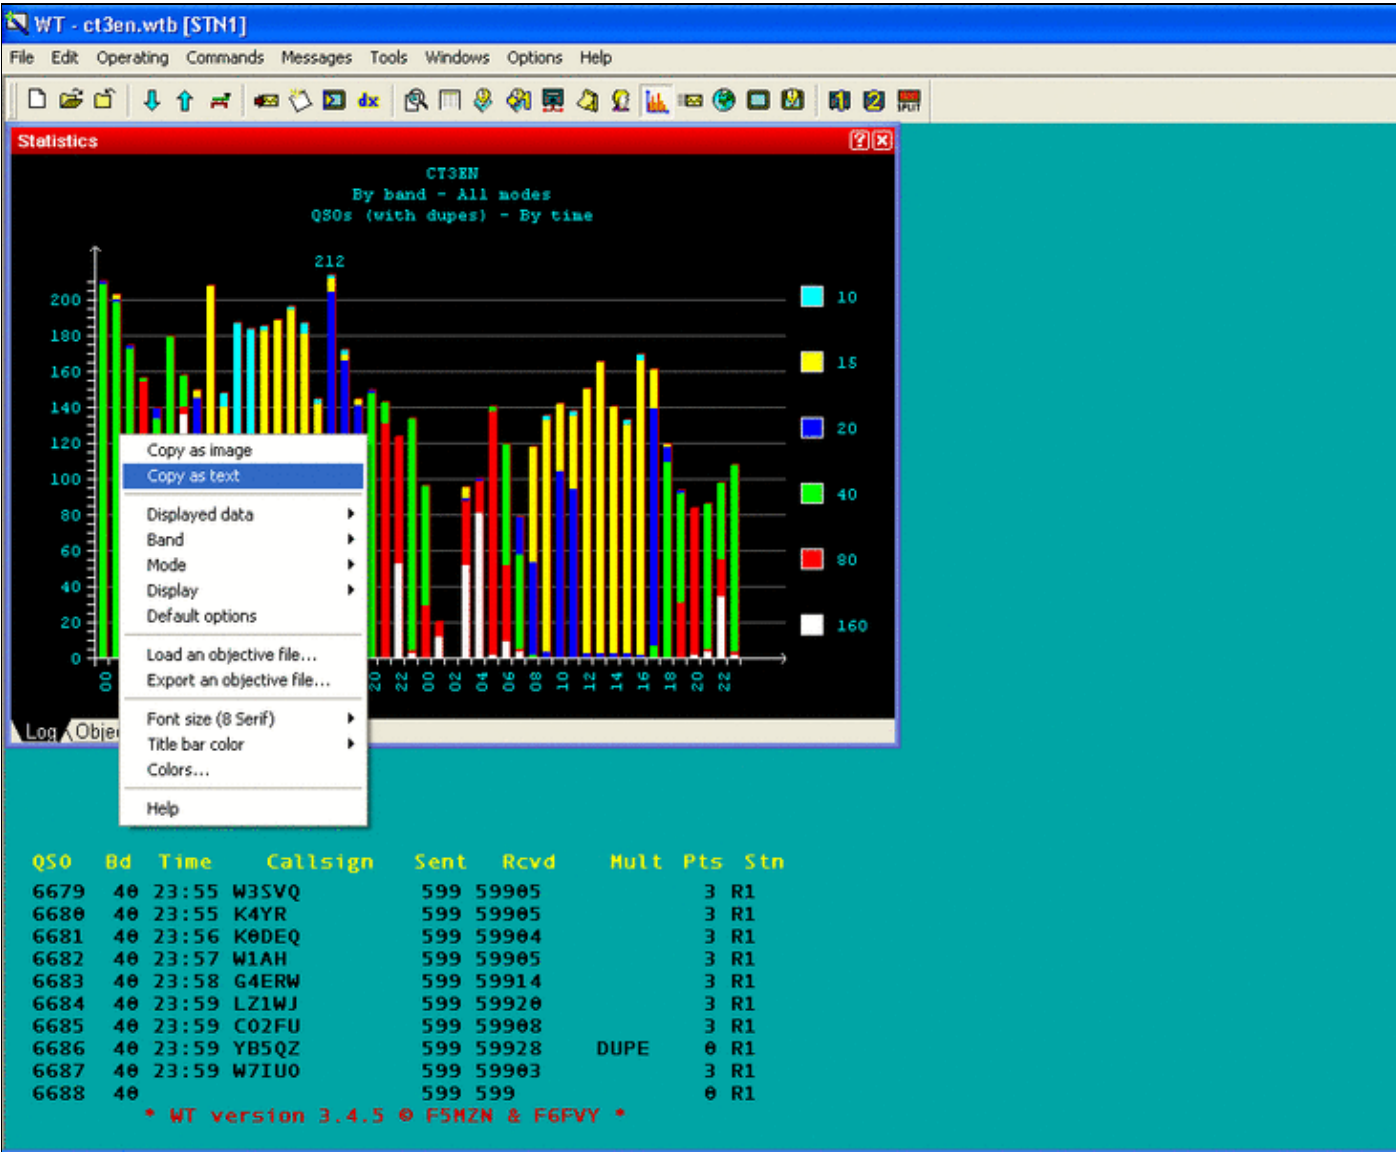 WT - ct3en.wtb [STN1]
File Edit Operating Commands Messages Tools Windows Options Help
dx
SPLIT
Statistics
CT3EN
By band - All modes
QSOs (with dupes) - By time
212
200
180
160
140
120
100
80
60
40
20
0
10
15
20
40
80
160
00
20 22 00 02 04 06 08 10 12 14 16 18 20 22
Copy as image
Copy as text
Displayed data
Band
Mode
Display
Default options
Load an objective file...
Export an objective file...
Font size (8 Serif)
Title bar color
Colors...
Help
Log Objec
QSO Bd Time Callsign Sent Rcvd Mult Pts Stn
6679 40 23:55 W3SVQ 599 59905 3 R1
6680 40 23:55 K4YR 599 59905 3 R1
6681 40 23:56 K0DEQ 599 59904 3 R1
6682 40 23:57 W1AH 599 59905 3 R1
6683 40 23:58 G4ERW 599 59914 3 R1
6684 40 23:59 LZ1WJ 599 59920 3 R1
6685 40 23:59 CO2FU 599 59908 3 R1
6686 40 23:59 YB5QZ 599 59928 DUPE 0 R1
6687 40 23:59 W7IUO 599 59903 3 R1
6688 40 599 599 0 R1
* WT version 3.4.5 © F5MZN & F6FVY *